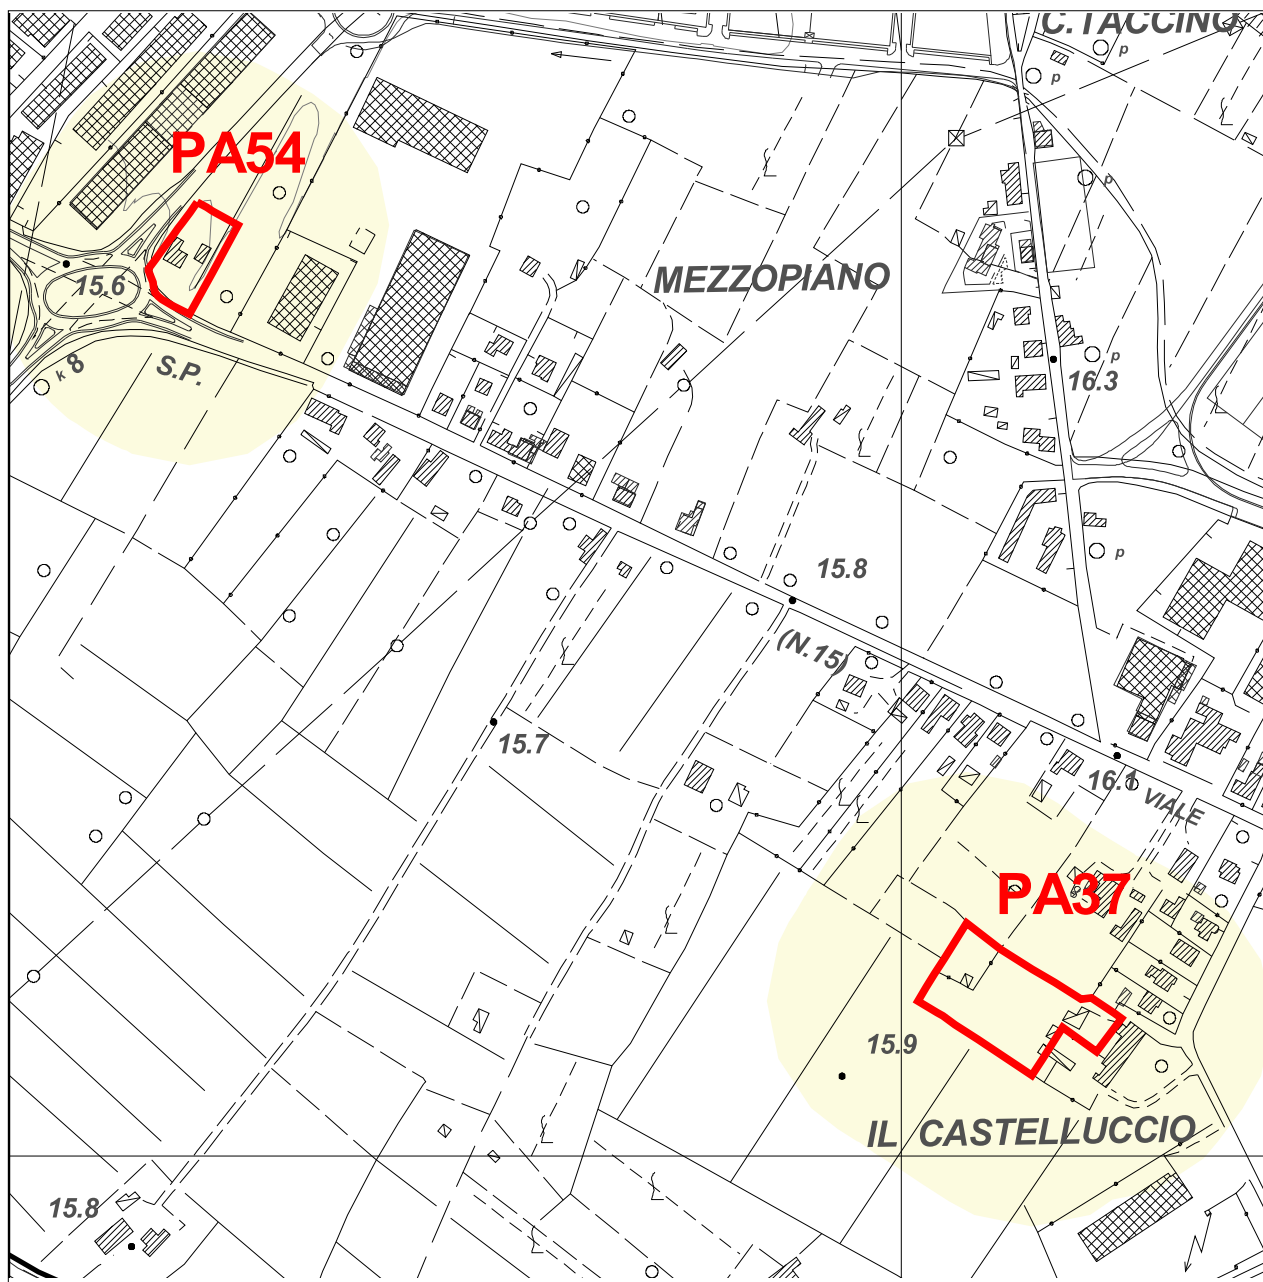 C. TACCINO
p
p
PA54
p
MEZZOPIANO
15.6
p
k 8
S.P.
16.3
p
15.8
(N.15)
15.7
16.1
VIALE
PA37
15.9
IL CASTELLUCCIO
15.8